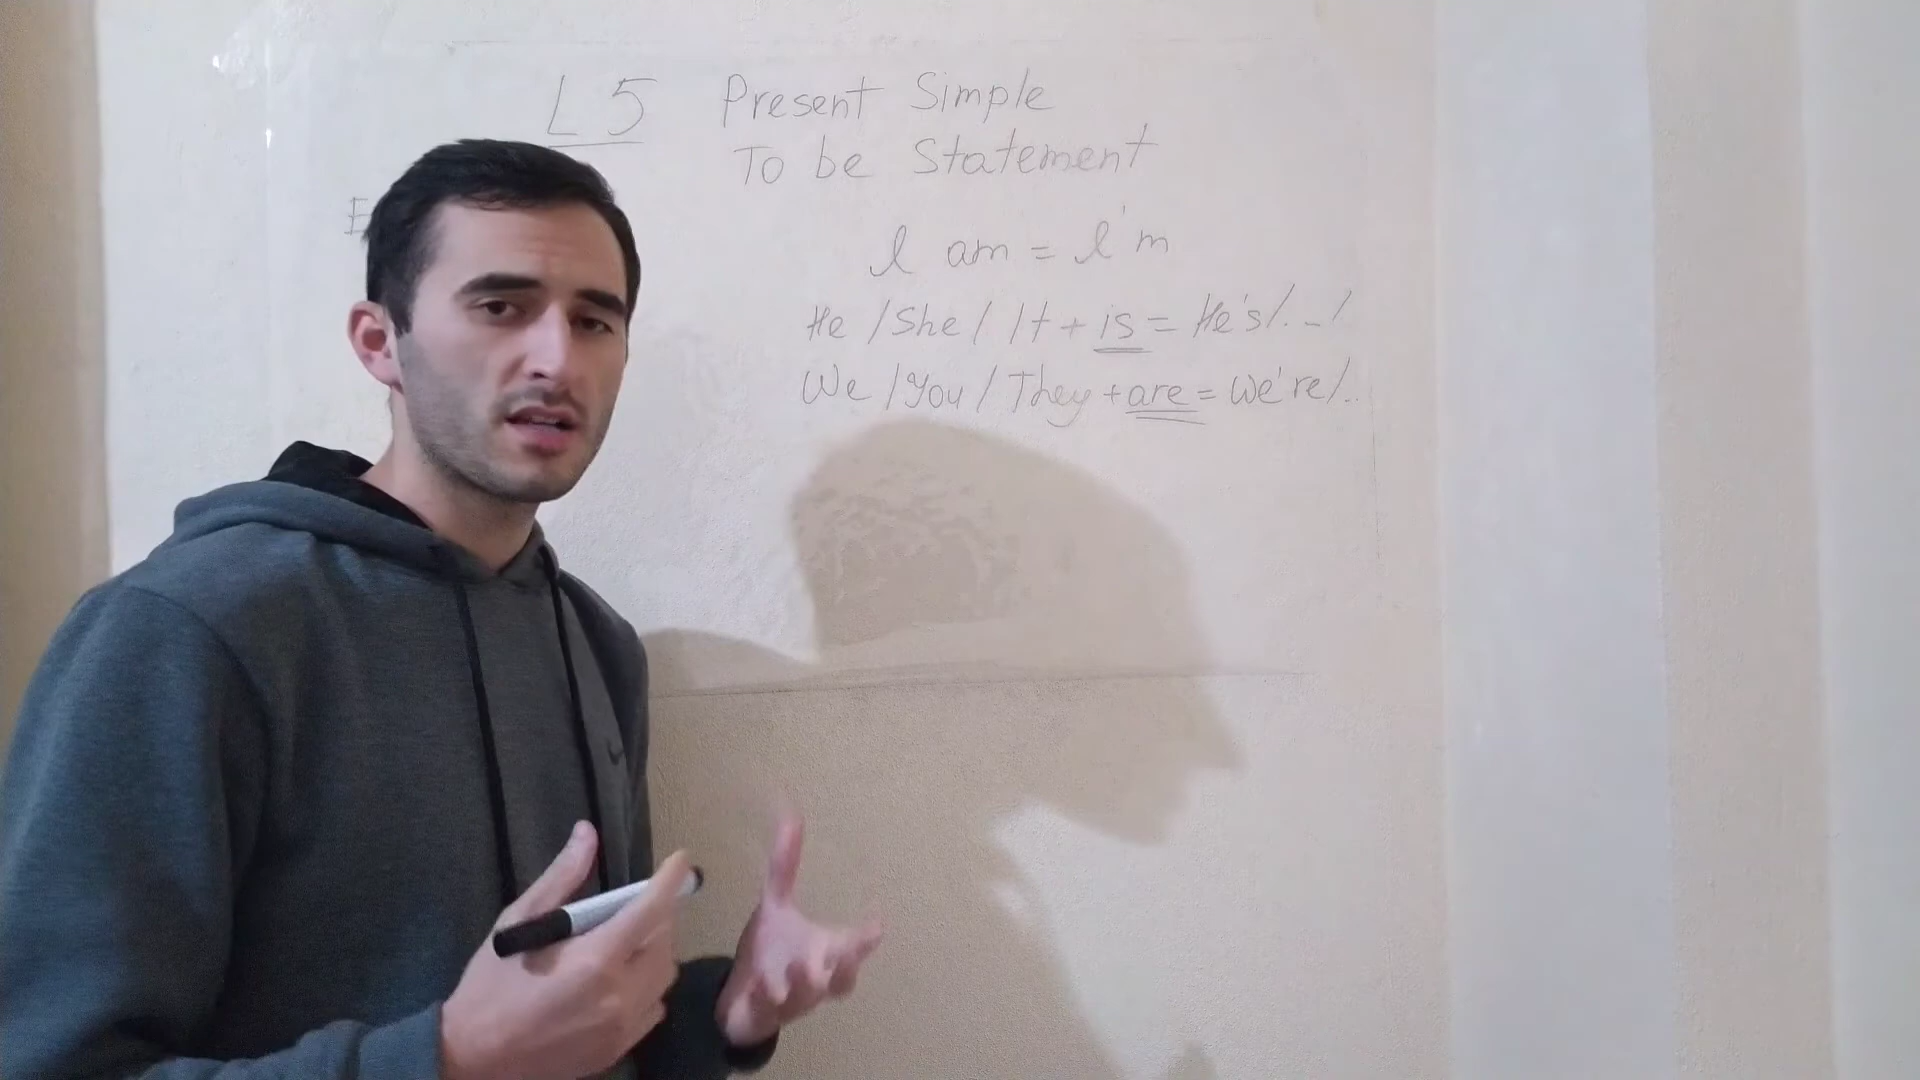 L 5 Present Simple
To be Statement
E
I am = I'm
He / She / It + is = He's/. _ /
We / You / They + are = We're/..